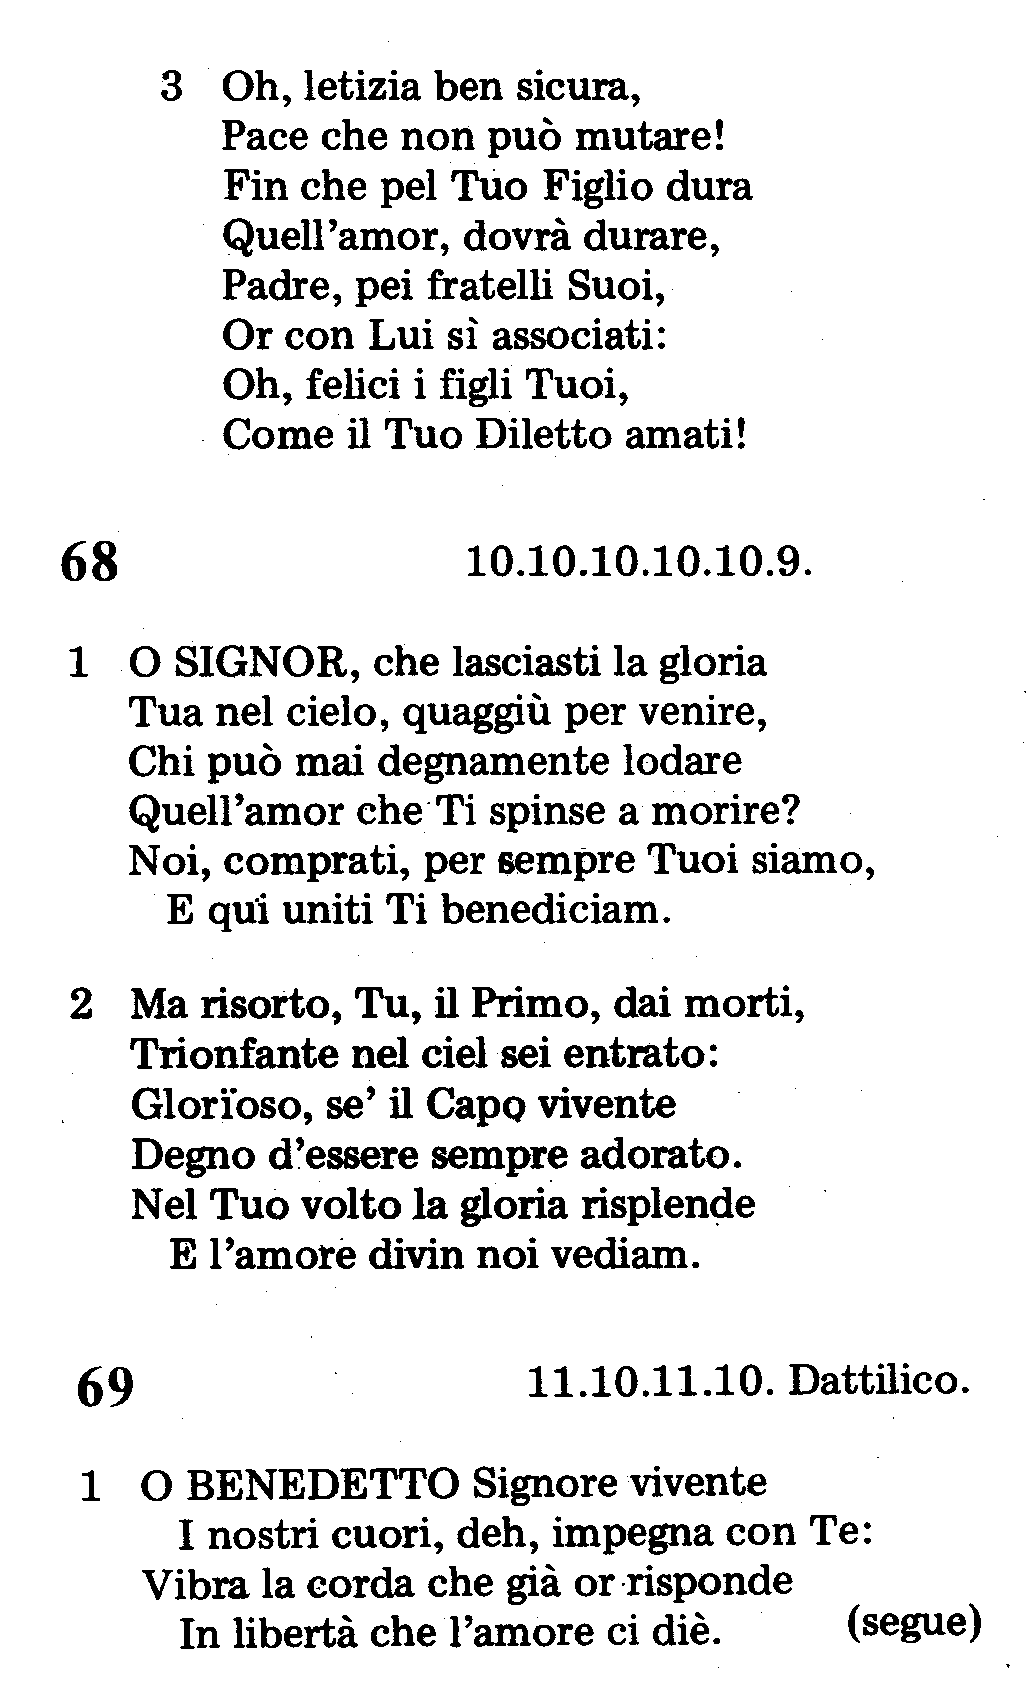 3 Oh, letizia ben sicura,
Pace che non può mutare!
Fin che pel Tuo Figlio dura
Quell'amor, dovrà durare,
Padre, pei fratelli Suoi,
Or con Lui sì associati:
Oh, felici i figli Tuoi,
Come il Tuo Diletto amati!
68 10.10.10.10.10.9.
1 O SIGNOR, che lasciasti la gloria
Tua nel cielo, quaggiù per venire,
Chi può mai degnamente lodare
Quell'amor che Ti spinse a morire?
Noi, comprati, per sempre Tuoi siamo,
E qui uniti Ti benediciam.
2 Ma risorto, Tu, il Primo, dai morti,
Trionfante nel ciel sei entrato:
Glorïoso, se' il Capo vivente
Degno d'essere sempre adorato.
Nel Tuo volto la gloria risplende
E l'amore divin noi vediam.
69 11.10.11.10. Dattilico.
1 O BENEDETTO Signore vivente
I nostri cuori, deh, impegna con Te:
Vibra la corda che già or risponde
In libertà che l'amore ci diè. (segue)